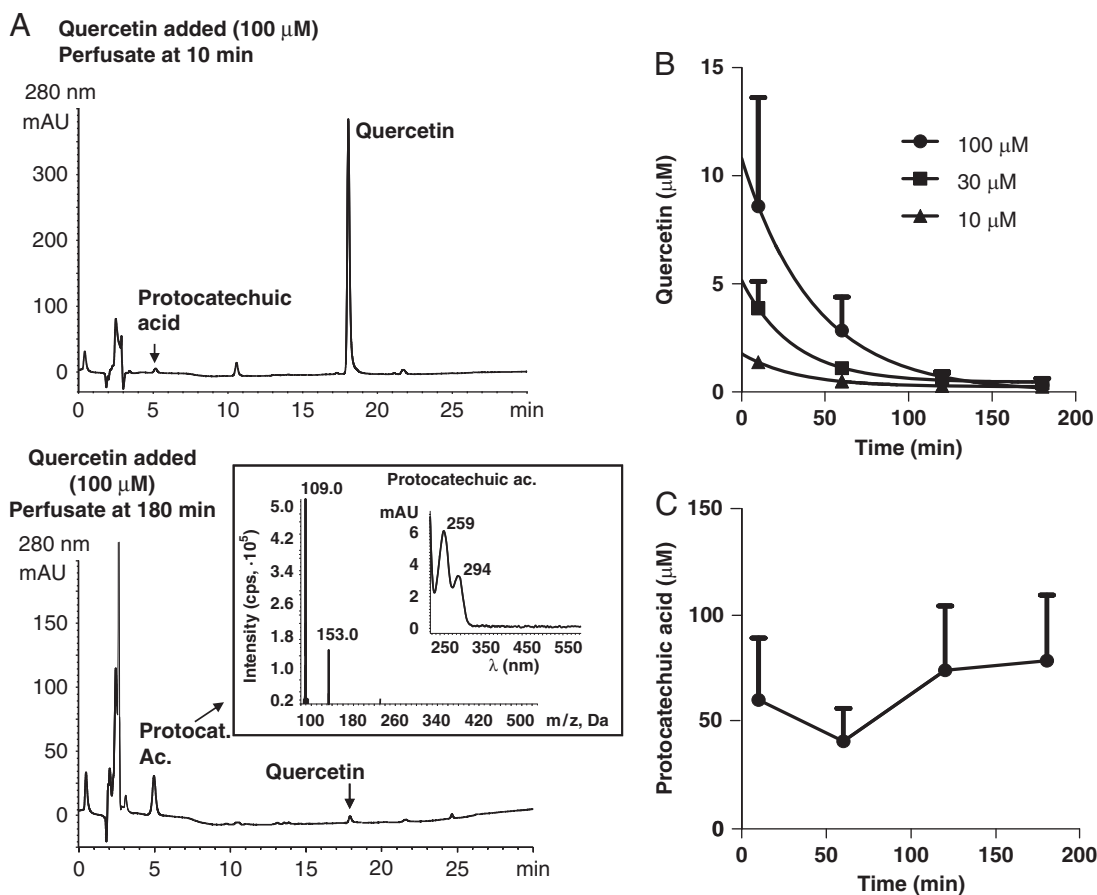 A
Quercetin added (100 μM)
Perfusate at 10 min
280 nm
mAU
300
200
100
0
Quercetin
Protocatechuic
acid
0 5 10 15 20 25 min
Quercetin added
(100 μM)
Perfusate at 180 min
280 nm
mAU
150
100
50
0
Protocat.
Ac.
Quercetin
0 5 10 15 20 25 min
Protocatechuic ac.
Intensity (cps, ·10⁵)
5.0
4.2
3.4
2.6
1.8
1.0
0.2
109.0
153.0
100 180 260 340 420 500 m/z, Da
mAU
6
4
2
0
259
294
250 350 450 550
λ (nm)
B
Quercetin (μM)
15
10
5
0
100 μM
30 μM
10 μM
0 50 100 150 200
Time (min)
C
Protocatechuic acid (μM)
150
100
50
0
0 50 100 150 200
Time (min)